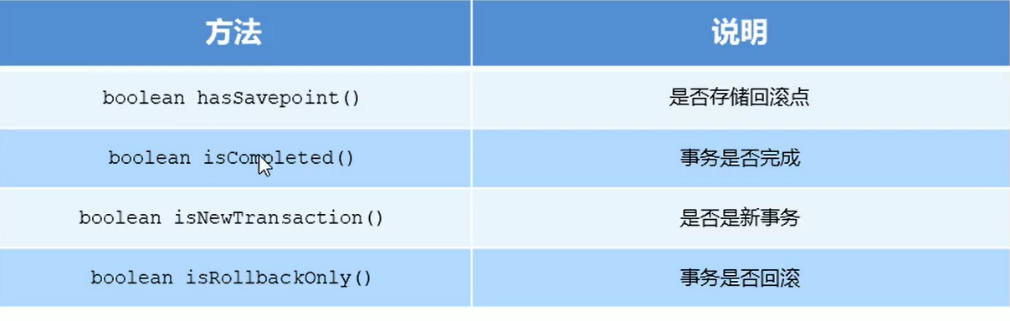 方法 说明
boolean hasSavepoint() 是否存储回滚点
boolean isCompleted() 事务是否完成
boolean isNewTransaction() 是否是新事务
boolean isRollbackOnly() 事务是否回滚